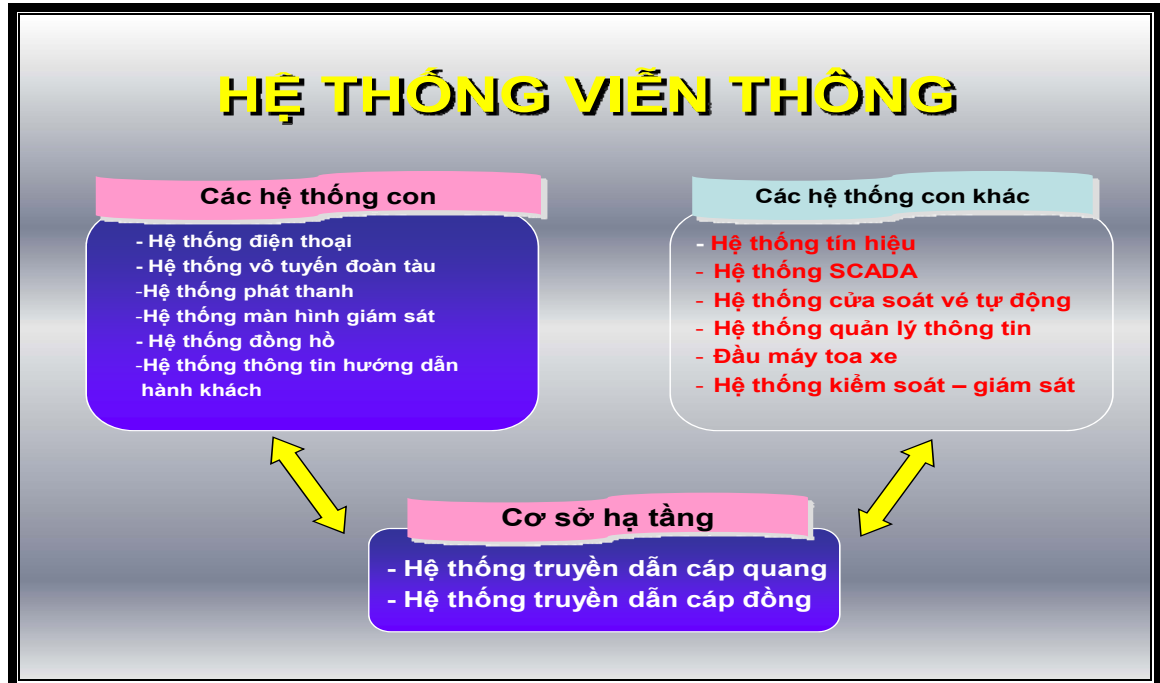 HỆ THỐNG VIỄN THÔNG
Các hệ thống con
- Hệ thống điện thoại
- Hệ thống vô tuyến đoàn tàu
-Hệ thống phát thanh
-Hệ thống màn hình giám sát
- Hệ thống đồng hồ
-Hệ thống thông tin hướng dẫn
hành khách
Các hệ thống con khác
- Hệ thống tín hiệu
- Hệ thống SCADA
- Hệ thống cửa soát vé tự động
- Hệ thống quản lý thông tin
- Đầu máy toa xe
- Hệ thống kiểm soát – giám sát
Cơ sở hạ tầng
- Hệ thống truyền dẫn cáp quang
- Hệ thống truyền dẫn cáp đồng